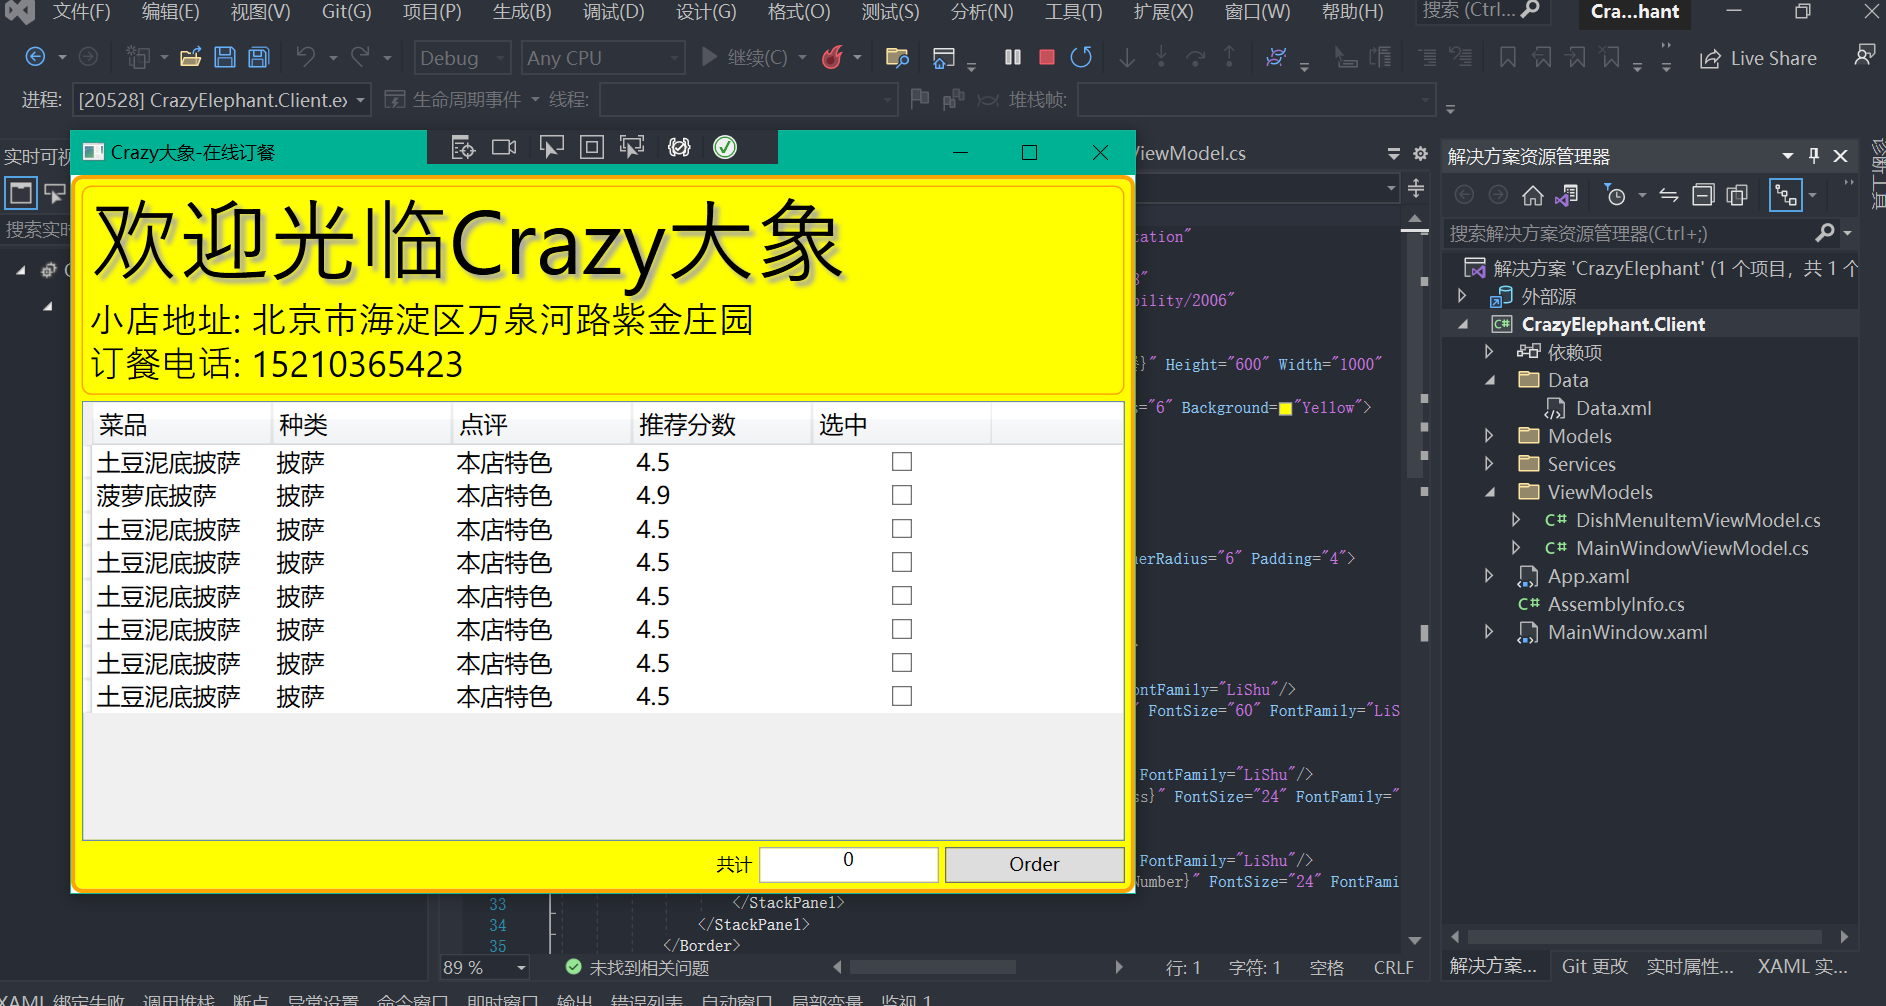 文件(F) 编辑(E) 视图(V) Git(G) 项目(P) 生成(B) 调试(D) 设计(G) 格式(O) 测试(S) 分析(N) 工具(T) 扩展(X) 窗口(W) 帮助(H) 搜索 (Ctrl... Cra...hant
Debug Any CPU 继续(C) Live Share
进程: [20528] CrazyElephant.Client.ex 生命周期事件 线程: 堆栈帧:
实时可视
搜索实时
Crazy大象-在线订餐
欢迎光临Crazy大象
小店地址: 北京市海淀区万泉河路紫金庄园
订餐电话: 15210365423
菜品 种类 点评 推荐分数 选中
土豆泥底披萨 披萨 本店特色 4.5
菠萝底披萨 披萨 本店特色 4.9
土豆泥底披萨 披萨 本店特色 4.5
土豆泥底披萨 披萨 本店特色 4.5
土豆泥底披萨 披萨 本店特色 4.5
土豆泥底披萨 披萨 本店特色 4.5
土豆泥底披萨 披萨 本店特色 4.5
土豆泥底披萨 披萨 本店特色 4.5
共计 0 Order
ViewModel.cs
tation"
bility/2006"
}" Height="600" Width="1000"
="6" Background="Yellow">
nerRadius="6" Padding="4">
ontFamily="LiShu"/>
" FontSize="60" FontFamily="LiS
FontFamily="LiShu"/>
ss}" FontSize="24" FontFamily="
FontFamily="LiShu"/>
Number}" FontSize="24" FontFami
33 </StackPanel>
34 </StackPanel>
35 </Border>
89 % 未找到相关问题 行: 1 字符: 1 空格 CRLF
解决方案资源管理器
搜索解决方案资源管理器(Ctrl+;)
解决方案 'CrazyElephant' (1 个项目, 共 1 个
外部源
CrazyElephant.Client
依赖项
Data
Data.xml
Models
Services
ViewModels
DishMenuItemViewModel.cs
MainWindowViewModel.cs
App.xaml
AssemblyInfo.cs
MainWindow.xaml
解决方案... Git 更改 实时属性... XAML 实...
诊断工具
XAML 绑定失败 调用堆栈 断点 异常设置 命令窗口 即时窗口 输出 错误列表 自动窗口 局部变量 监视 1